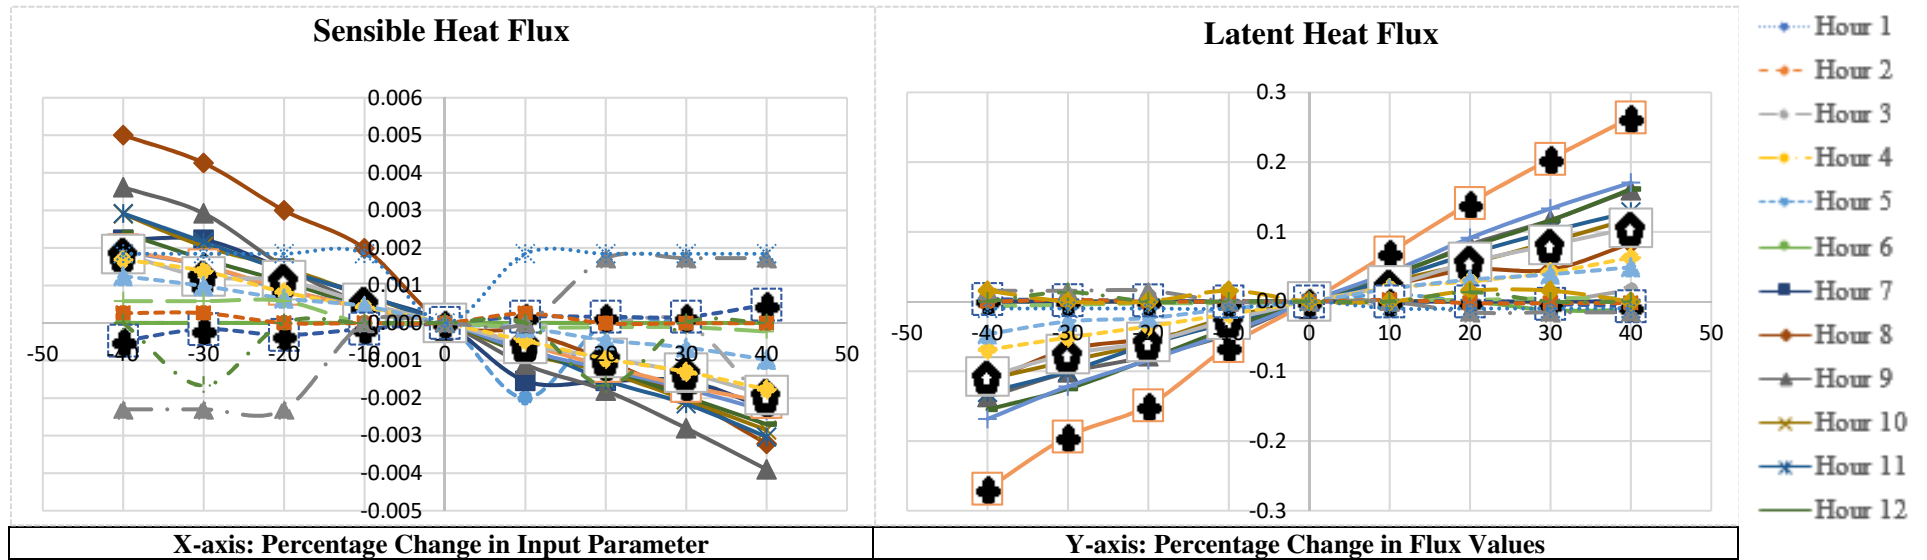 Sensible Heat Flux
0.006
0.005
0.004
0.003
0.002
0.001
0.000
-0.001
-0.002
-0.003
-0.004
-0.005
-50
-40
-30
-20
-10
0
10
20
30
40
50
Latent Heat Flux
0.3
0.2
0.1
0.0
-0.1
-0.2
-0.3
-50
-40
-30
-20
-10
0
10
20
30
40
50
Hour 1
Hour 2
Hour 3
Hour 4
Hour 5
Hour 6
Hour 7
Hour 8
Hour 9
Hour 10
Hour 11
Hour 12
X-axis: Percentage Change in Input Parameter
Y-axis: Percentage Change in Flux Values